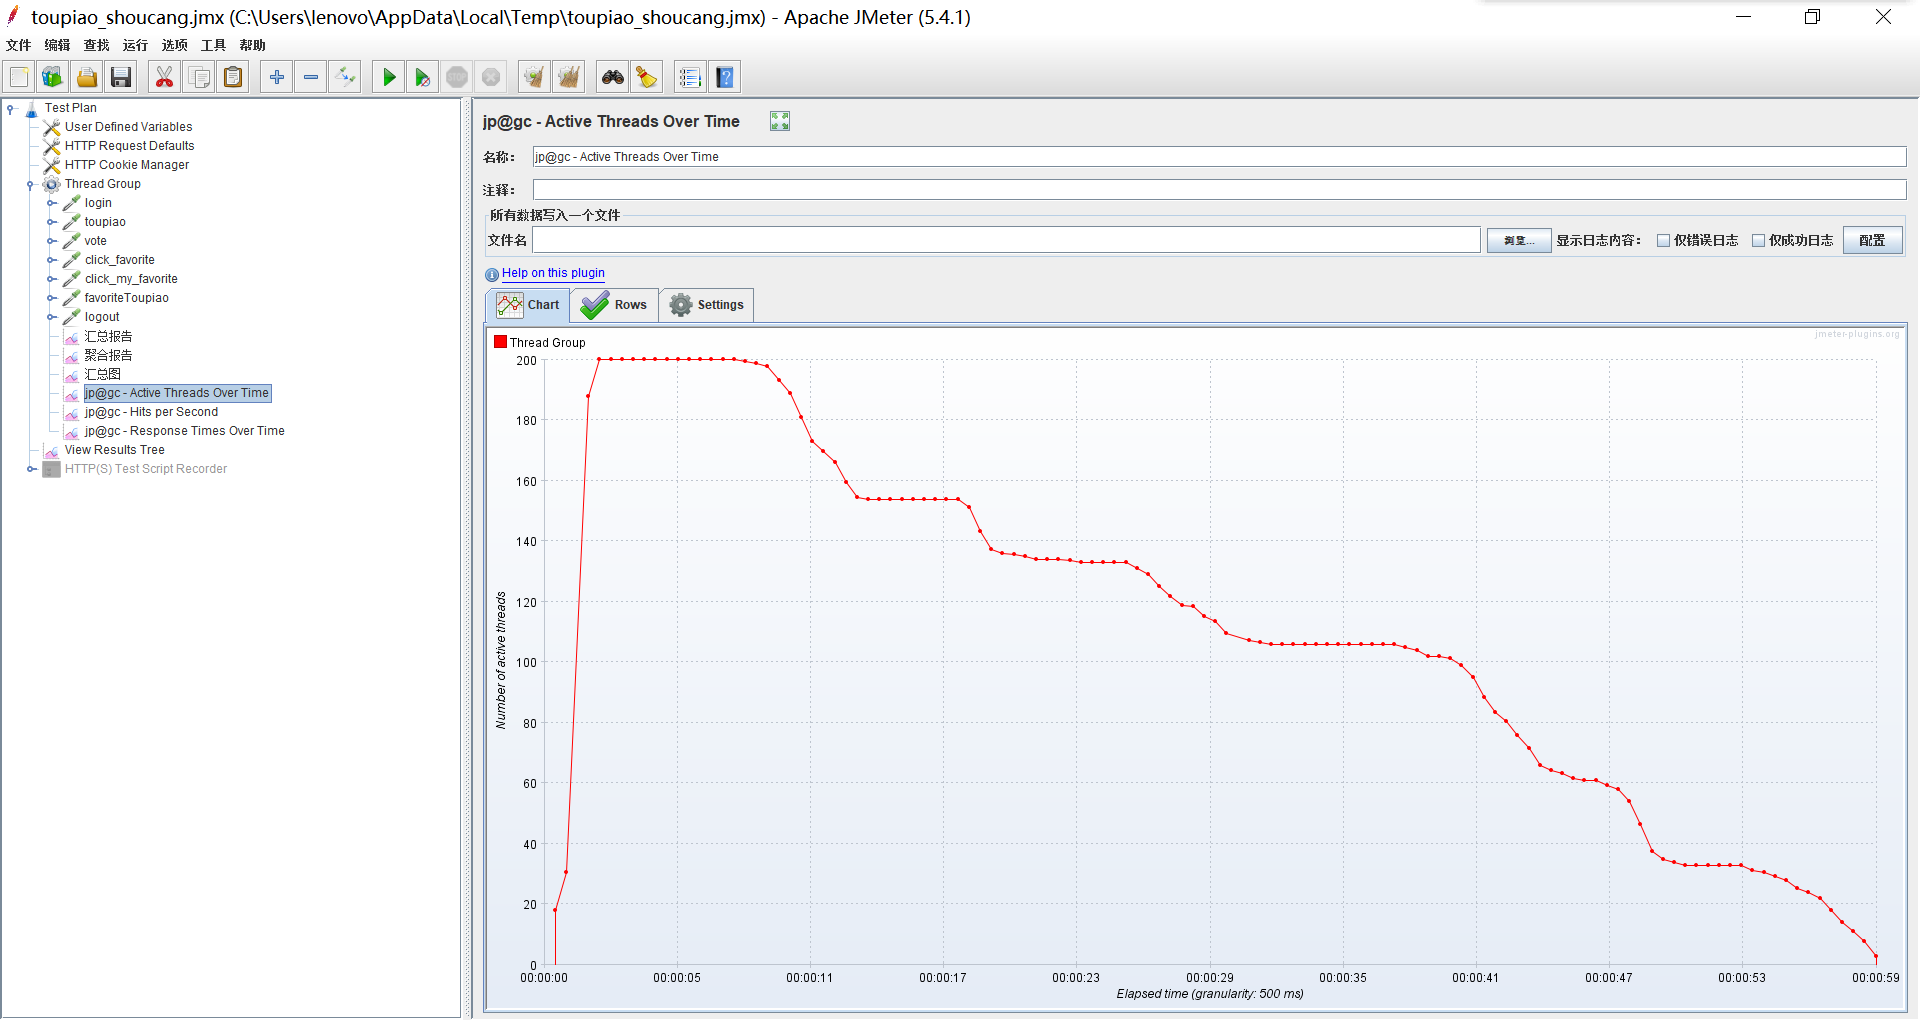 toupiao_shoucang.jmx (C:\Users\lenovo\AppData\Local\Temp\toupiao_shoucang.jmx) - Apache JMeter (5.4.1)
文件 编辑 查找 运行 选项 工具 帮助
STOP
Test Plan
User Defined Variables
HTTP Request Defaults
HTTP Cookie Manager
Thread Group
login
toupiao
vote
click_favorite
click_my_favorite
favoriteToupiao
logout
汇总报告
聚合报告
汇总图
jp@gc - Active Threads Over Time
jp@gc - Hits per Second
jp@gc - Response Times Over Time
View Results Tree
HTTP(S) Test Script Recorder
jp@gc - Active Threads Over Time
名称： jp@gc - Active Threads Over Time
注释：
所有数据写入一个文件
文件名 浏览... 显示日志内容： 仅错误日志 仅成功日志 配置
Help on this plugin
Chart Rows Settings
jmeter-plugins.org
Thread Group
200
180
160
140
120
100
80
60
40
20
0
Number of active threads
00:00:00 00:00:05 00:00:11 00:00:17 00:00:23 00:00:29 00:00:35 00:00:41 00:00:47 00:00:53 00:00:59
Elapsed time (granularity: 500 ms)